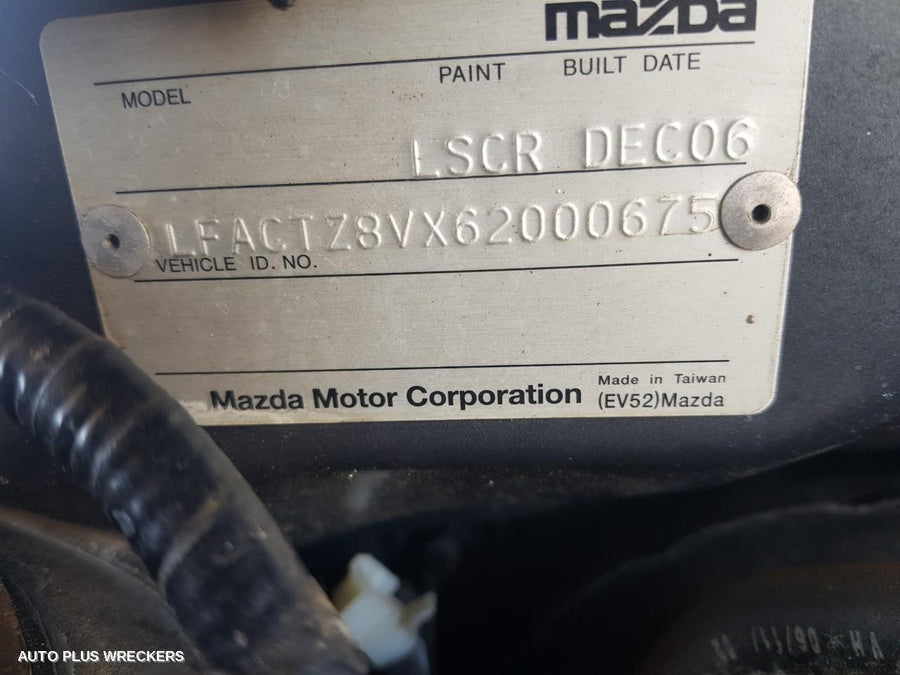 mazda
MODEL PAINT BUILT DATE
LSCR DEC06
LFACTZ8VX62000675
VEHICLE ID. NO.
Mazda Motor Corporation
Made in Taiwan
(EV52)Mazda
AUTO PLUS WRECKERS